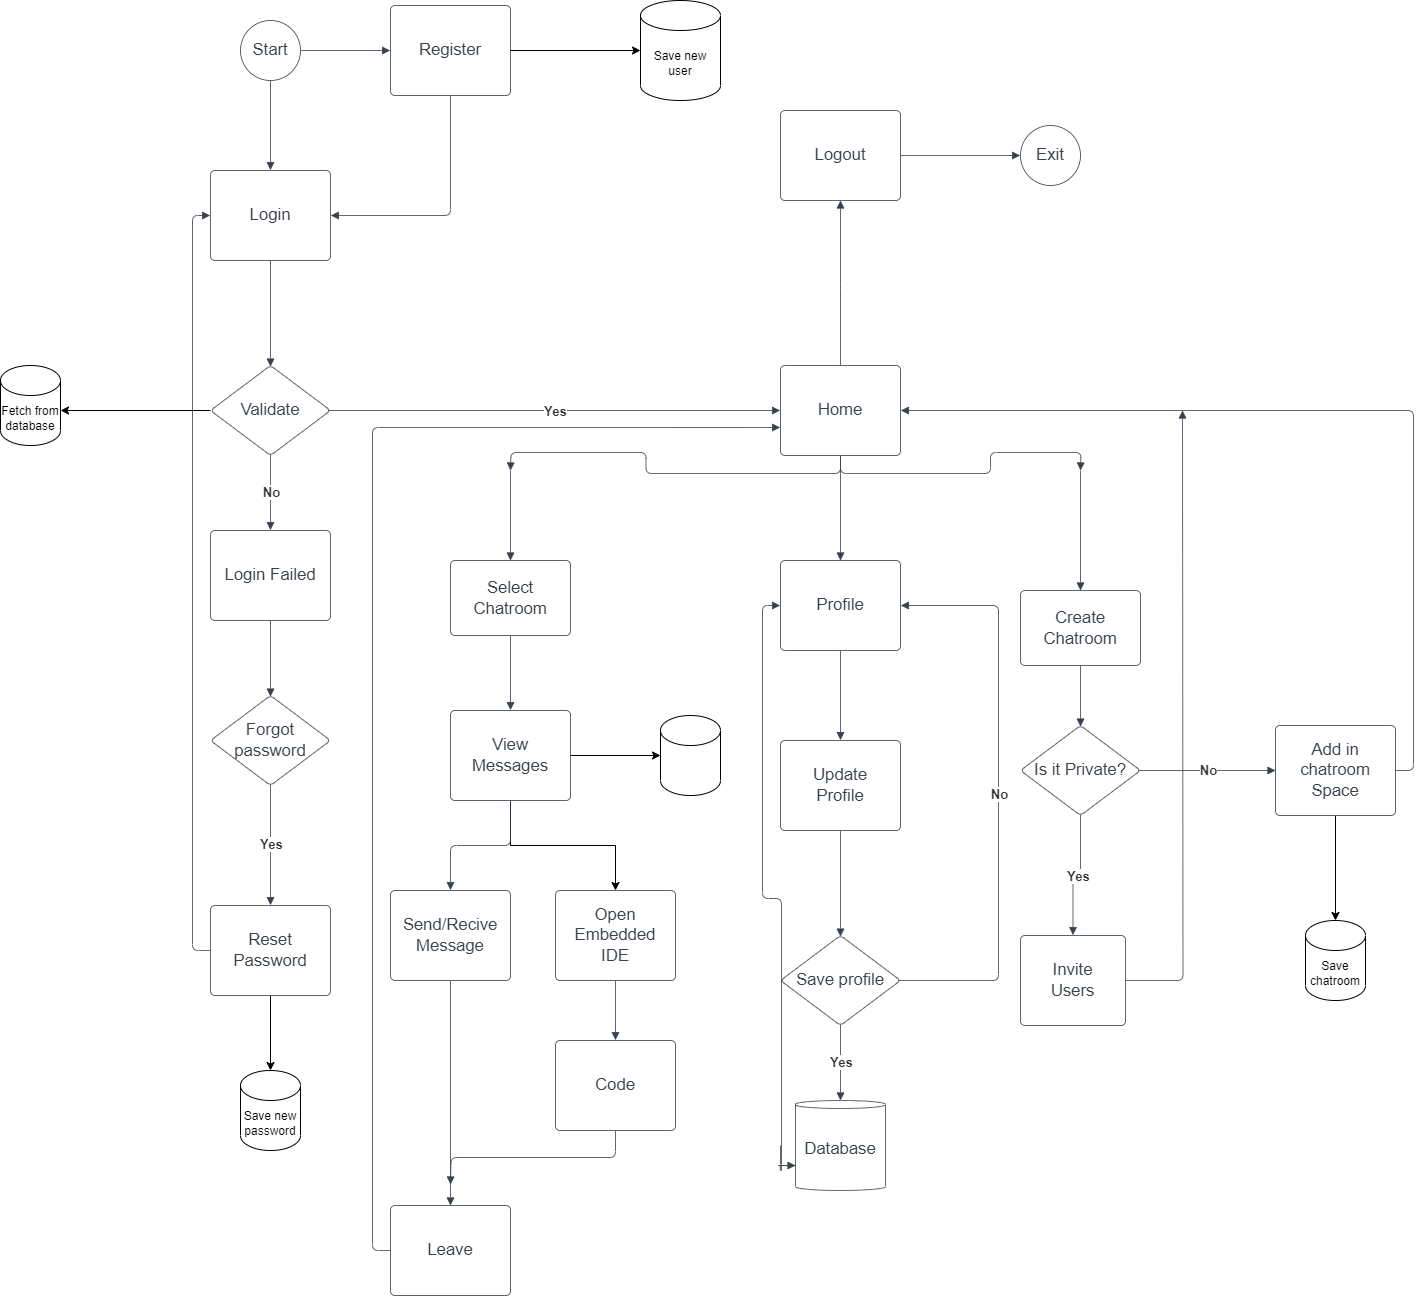 Start
Register
Save new
user
Logout
Exit
Login
Fetch from
database
Validate
Yes
Home
No
Login Failed
Select
Chatroom
Profile
Create
Chatroom
Forgot
password
View
Messages
Update
Profile
No
Is it Private?
No
Add in
chatroom
Space
Yes
Yes
Reset
Password
Send/Recive
Message
Open
Embedded
IDE
Save profile
Invite
Users
Save
chatroom
Yes
Code
Save new
password
Database
Leave